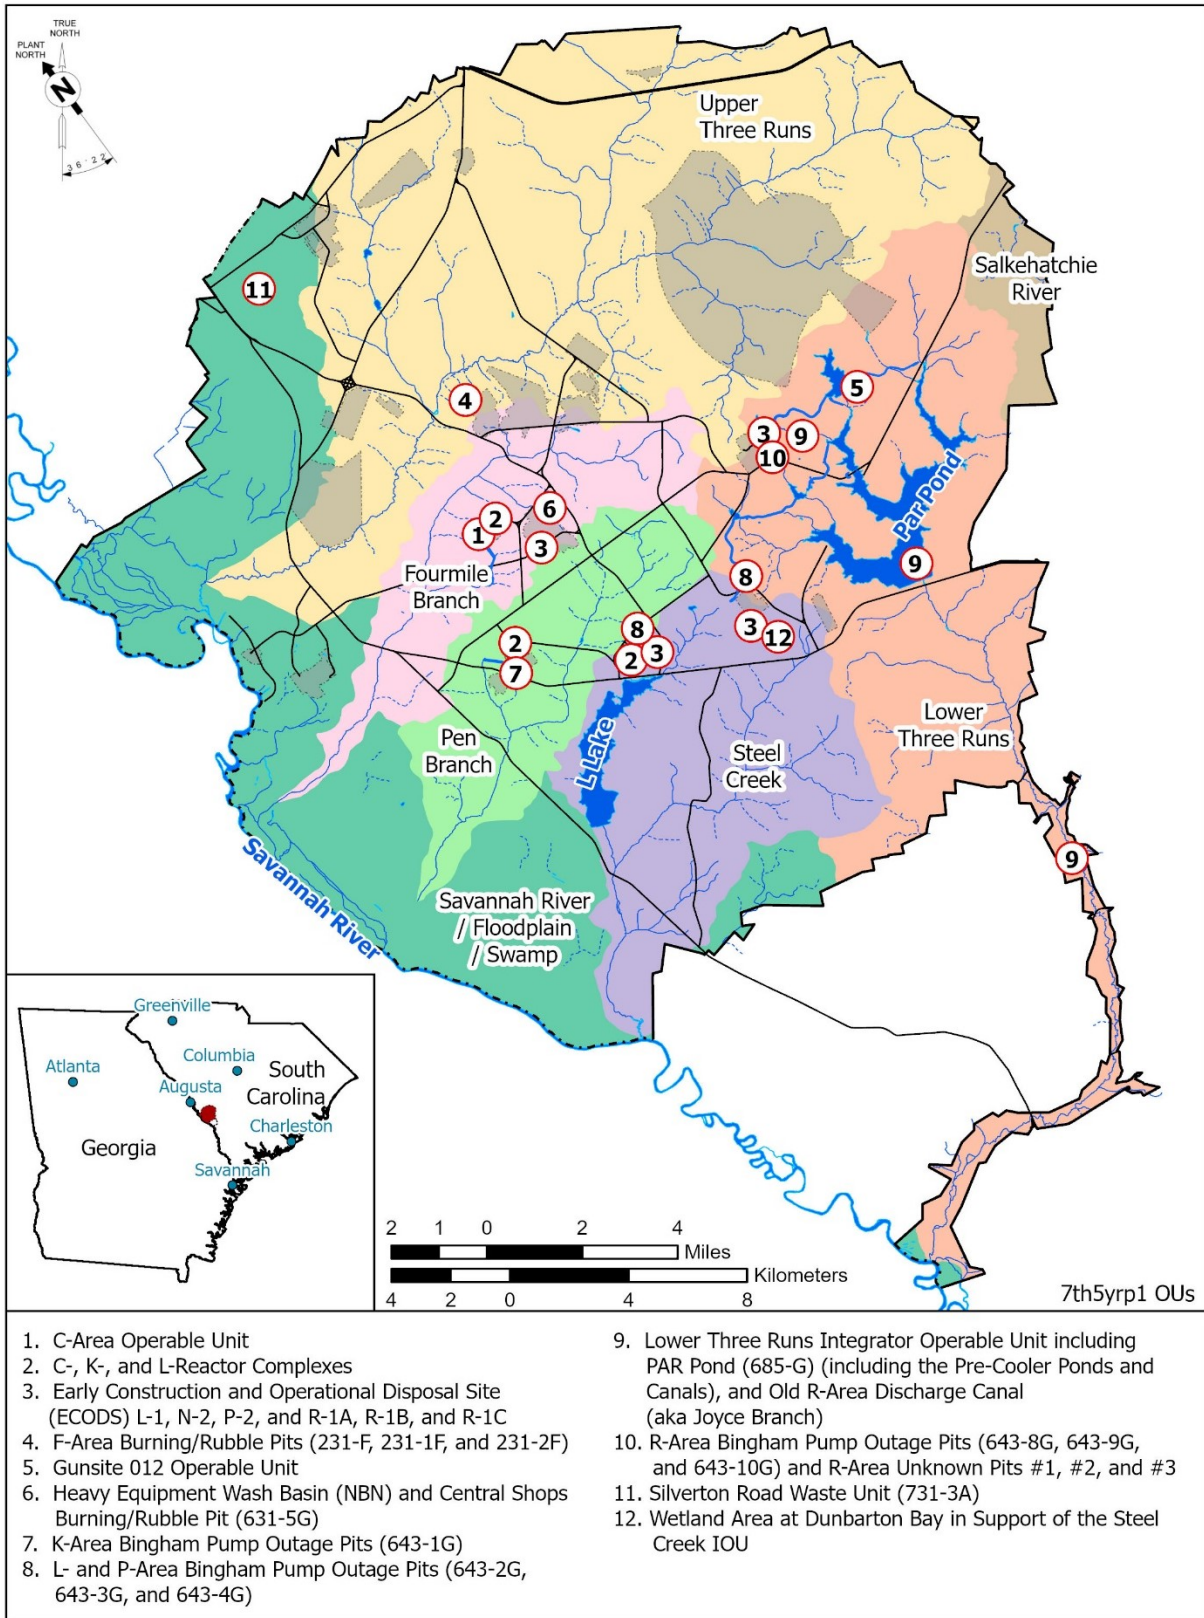 TRUE
NORTH
PLANT
NORTH
N
36.22
Upper
Three Runs
Salkehatchie
River
11
5
4
3
9
10
Par Pond
6
2
1
3
9
Fourmile
Branch
8
8
3
12
2
3
2
7
Lower
Three Runs
Pen
Branch
L Lake
Steel
Creek
9
Savannah River
Savannah River
/ Floodplain
/ Swamp
Greenville
Atlanta
Columbia
South
Carolina
Augusta
Charleston
Georgia
Savannah
2 1 0 2 4
Miles
Kilometers
4 2 0 4 8
7th5yrp1 OUs
1. C-Area Operable Unit
2. C-, K-, and L-Reactor Complexes
3. Early Construction and Operational Disposal Site
(ECODS) L-1, N-2, P-2, and R-1A, R-1B, and R-1C
4. F-Area Burning/Rubble Pits (231-F, 231-1F, and 231-2F)
5. Gunsite 012 Operable Unit
6. Heavy Equipment Wash Basin (NBN) and Central Shops
Burning/Rubble Pit (631-5G)
7. K-Area Bingham Pump Outage Pits (643-1G)
8. L- and P-Area Bingham Pump Outage Pits (643-2G,
643-3G, and 643-4G)
9. Lower Three Runs Integrator Operable Unit including
PAR Pond (685-G) (including the Pre-Cooler Ponds and
Canals), and Old R-Area Discharge Canal
(aka Joyce Branch)
10. R-Area Bingham Pump Outage Pits (643-8G, 643-9G,
and 643-10G) and R-Area Unknown Pits #1, #2, and #3
11. Silverton Road Waste Unit (731-3A)
12. Wetland Area at Dunbarton Bay in Support of the Steel
Creek IOU